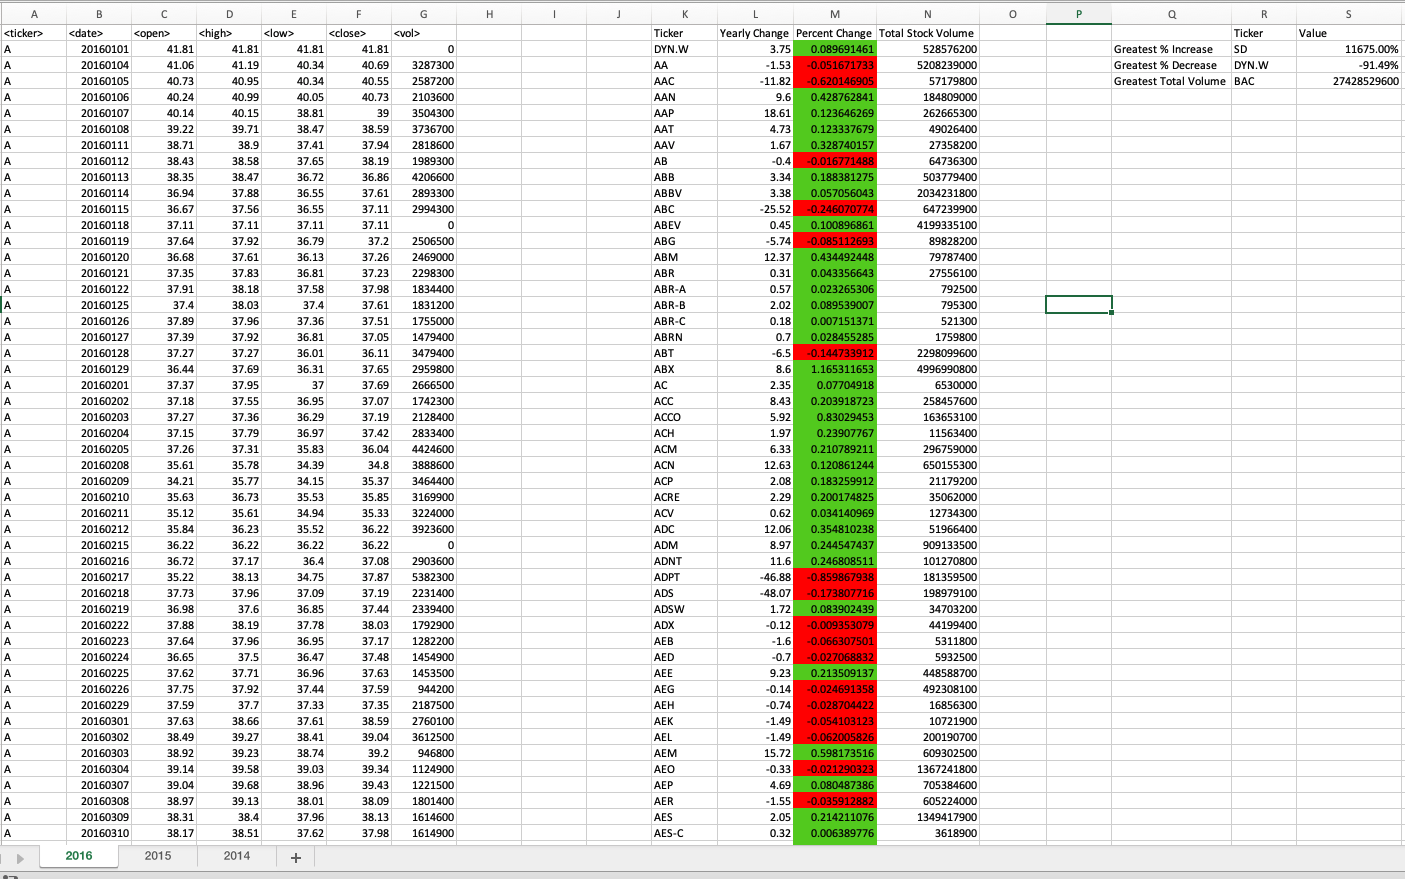 A B C D E F G H I J K L M N O P Q R S
<ticker> <date> <open> <high> <low> <close> <vol> Ticker Yearly Change Percent Change Total Stock Volume Ticker Value
A 20160101 41.81 41.81 41.81 41.81 0 DYN.W 3.75 0.089691461 528576200 Greatest % Increase SD 11675.00%
A 20160104 41.06 41.19 40.34 40.69 3287300 AA -1.53 -0.051671733 5208239000 Greatest % Decrease DYN.W -91.49%
A 20160105 40.73 40.95 40.34 40.55 2587200 AAC -11.82 -0.620146905 57179800 Greatest Total Volume BAC 27428529600
A 20160106 40.24 40.99 40.05 40.73 2103600 AAN 9.6 0.428762841 184809000
A 20160107 40.14 40.15 38.81 39 3504300 AAP 18.61 0.123646269 262665300
A 20160108 39.22 39.71 38.47 38.59 3736700 AAT 4.73 0.123337679 49026400
A 20160111 38.71 38.9 37.41 37.94 2818600 AAV 1.67 0.328740157 27358200
A 20160112 38.43 38.58 37.65 38.19 1989300 AB -0.4 -0.016771488 64736300
A 20160113 38.35 38.47 36.72 36.86 4206600 ABB 3.34 0.188381275 503779400
A 20160114 36.94 37.88 36.55 37.61 2893300 ABBV 3.38 0.057056043 2034231800
A 20160115 36.67 37.56 36.55 37.11 2994300 ABC -25.52 -0.246070774 647239900
A 20160118 37.11 37.11 37.11 37.11 0 ABEV 0.45 0.100896861 4199335100
A 20160119 37.64 37.92 36.79 37.2 2506500 ABG -5.74 -0.085112693 89828200
A 20160120 36.68 37.61 36.13 37.26 2469000 ABM 12.37 0.434492448 79787400
A 20160121 37.35 37.83 36.81 37.23 2298300 ABR 0.31 0.043356643 27556100
A 20160122 37.91 38.18 37.58 37.98 1834400 ABR-A 0.57 0.023265306 792500
A 20160125 37.4 38.03 37.4 37.61 1831200 ABR-B 2.02 0.089539007 795300
A 20160126 37.89 37.96 37.36 37.51 1755000 ABR-C 0.18 0.007151371 521300
A 20160127 37.39 37.92 36.81 37.05 1479400 ABRN 0.7 0.028455285 1759800
A 20160128 37.27 37.27 36.01 36.11 3479400 ABT -6.5 -0.144733912 2298099600
A 20160129 36.44 37.69 36.31 37.65 2959800 ABX 8.6 1.165311653 4996990800
A 20160201 37.37 37.95 37 37.69 2666500 AC 2.35 0.07704918 6530000
A 20160202 37.18 37.55 36.95 37.07 1742300 ACC 8.43 0.203918723 258457600
A 20160203 37.27 37.36 36.29 37.19 2128400 ACCO 5.92 0.83029453 163653100
A 20160204 37.15 37.79 36.97 37.42 2833400 ACH 1.97 0.23907767 11563400
A 20160205 37.26 37.31 35.83 36.04 4424600 ACM 6.33 0.210789211 296759000
A 20160208 35.61 35.78 34.39 34.8 3888600 ACN 12.63 0.120861244 650155300
A 20160209 34.21 35.77 34.15 35.37 3464400 ACP 2.08 0.183259912 21179200
A 20160210 35.63 36.73 35.53 35.85 3169900 ACRE 2.29 0.200174825 35062000
A 20160211 35.12 35.61 34.94 35.33 3224000 ACV 0.62 0.034140969 12734300
A 20160212 35.84 36.23 35.52 36.22 3923600 ADC 12.06 0.354810238 51966400
A 20160215 36.22 36.22 36.22 36.22 0 ADM 8.97 0.244547437 909133500
A 20160216 36.72 37.17 36.4 37.08 2903600 ADNT 11.6 0.246808511 101270800
A 20160217 35.22 38.13 34.75 37.87 5382300 ADPT -46.88 -0.859867938 181359500
A 20160218 37.73 37.96 37.09 37.19 2231400 ADS -48.07 -0.173807716 198979100
A 20160219 36.98 37.6 36.85 37.44 2339400 ADSW 1.72 0.083902439 34703200
A 20160222 37.88 38.19 37.78 38.03 1792900 ADX -0.12 -0.009353079 44199400
A 20160223 37.64 37.96 36.95 37.17 1282200 AEB -1.6 -0.066307501 5311800
A 20160224 36.65 37.5 36.47 37.48 1454900 AED -0.7 -0.027068832 5932500
A 20160225 37.62 37.71 36.96 37.63 1453500 AEE 9.23 0.213509137 448588700
A 20160226 37.75 37.92 37.44 37.59 944200 AEG -0.14 -0.024691358 492308100
A 20160229 37.59 37.7 37.33 37.35 2187500 AEH -0.74 -0.028704422 16856300
A 20160301 37.63 38.66 37.61 38.59 2760100 AEK -1.49 -0.054103123 10721900
A 20160302 38.49 39.27 38.41 39.04 3612500 AEL -1.49 -0.062005826 200190700
A 20160303 38.92 39.23 38.74 39.2 946800 AEM 15.72 0.598173516 609302500
A 20160304 39.14 39.58 39.03 39.34 1124900 AEO -0.33 -0.021290323 1367241800
A 20160307 39.04 39.68 38.96 39.43 1221500 AEP 4.69 0.080487386 705384600
A 20160308 38.97 39.13 38.01 38.09 1801400 AER -1.55 -0.035912882 605224000
A 20160309 38.31 38.4 37.96 38.13 1614600 AES 2.05 0.214211076 1349417900
A 20160310 38.17 38.51 37.62 37.98 1614900 AES-C 0.32 0.006389776 3618900
2016 2015 2014 +